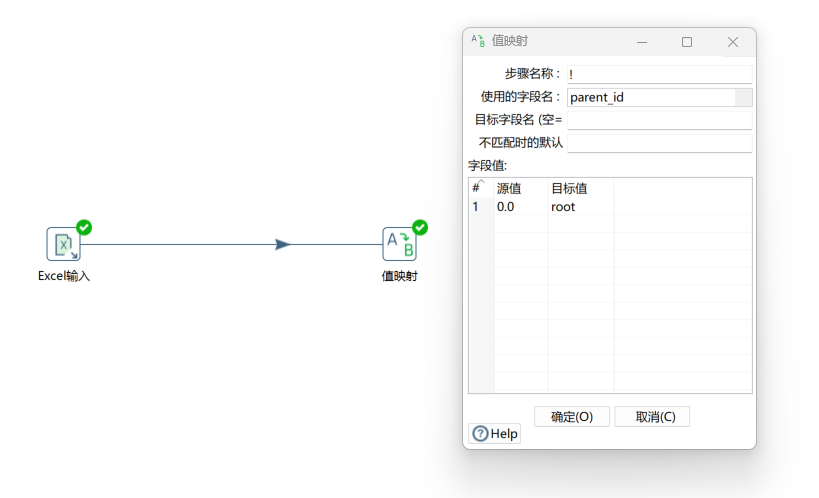 值映射
步骤名称 : !
使用的字段名 : parent_id
目标字段名 (空=
不匹配时的默认
字段值:
# 源值 目标值
1 0.0 root
确定(O) 取消(C)
Help
Excel输入
值映射